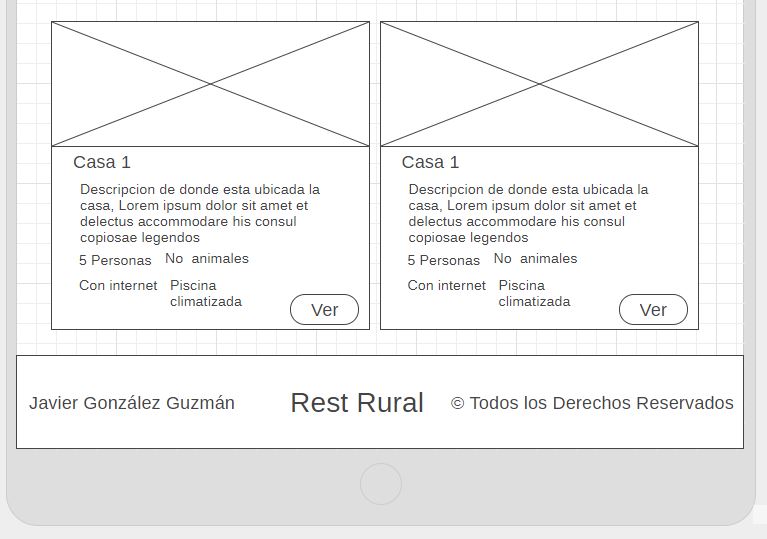 Casa 1
Descripcion de donde esta ubicada la
casa, Lorem ipsum dolor sit amet et
delectus accommodare his consul
copiosae legendos
5 Personas No animales
Con internet Piscina
climatizada
Ver
Casa 1
Descripcion de donde esta ubicada la
casa, Lorem ipsum dolor sit amet et
delectus accommodare his consul
copiosae legendos
5 Personas No animales
Con internet Piscina
climatizada
Ver
Javier González Guzmán Rest Rural © Todos los Derechos Reservados